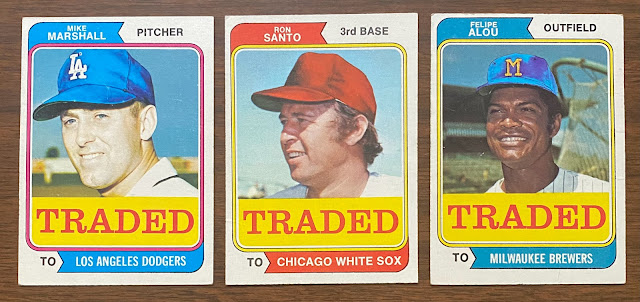 MIKE
MARSHALL PITCHER
LA
TRADED
TO LOS ANGELES DODGERS
RON
SANTO 3rd BASE
TRADED
TO CHICAGO WHITE SOX
FELIPE
ALOU OUTFIELD
M
TRADED
TO MILWAUKEE BREWERS